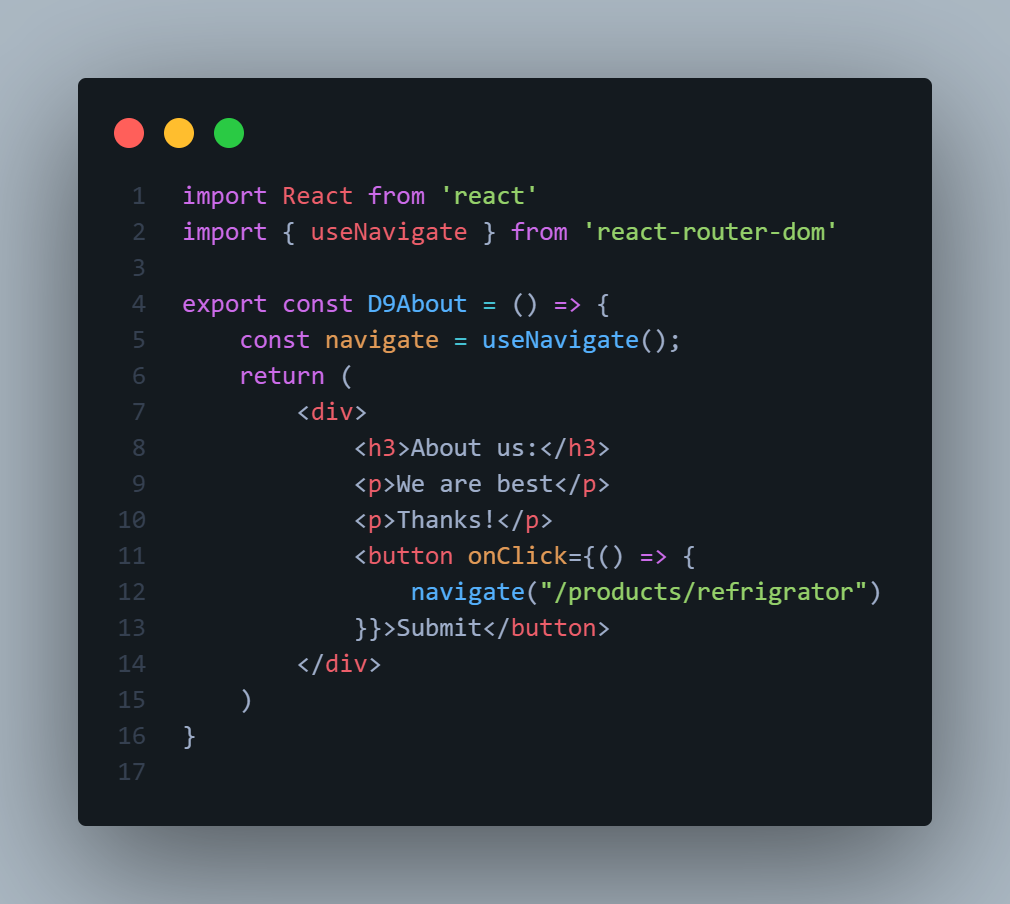 1 import React from 'react'
2 import { useNavigate } from 'react-router-dom'
3
4 export const D9About = () => {
5     const navigate = useNavigate();
6     return (
7         <div>
8             <h3>About us:</h3>
9             <p>We are best</p>
10             <p>Thanks!</p>
11             <button onClick={() => {
12                 navigate("/products/refrigrator")
13             }}>Submit</button>
14         </div>
15     )
16 }
17